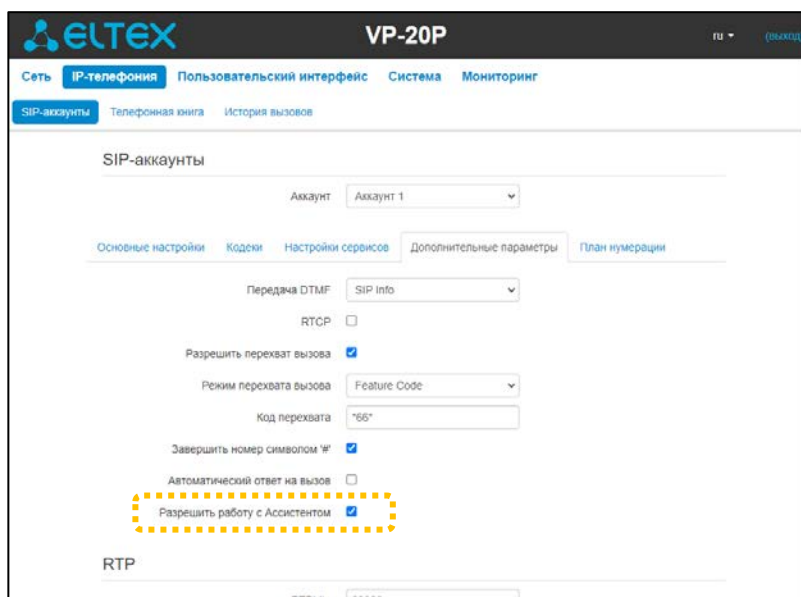 ELTEX VP-20P ru (выход)
Сеть IP-телефония Пользовательский интерфейс Система Мониторинг
SIP-аккаунты Телефонная книга История вызовов
SIP-аккаунты
Аккаунт Аккаунт 1
Основные настройки Кодеки Настройки сервисов Дополнительные параметры План нумерации
Передача DTMF SIP Info
RTCP
Разрешить перехват вызова
Режим перехвата вызова Feature Code
Код перехвата *66*
Завершить номер символом '#'
Автоматический ответ на вызов
Разрешить работу с Ассистентом
RTP